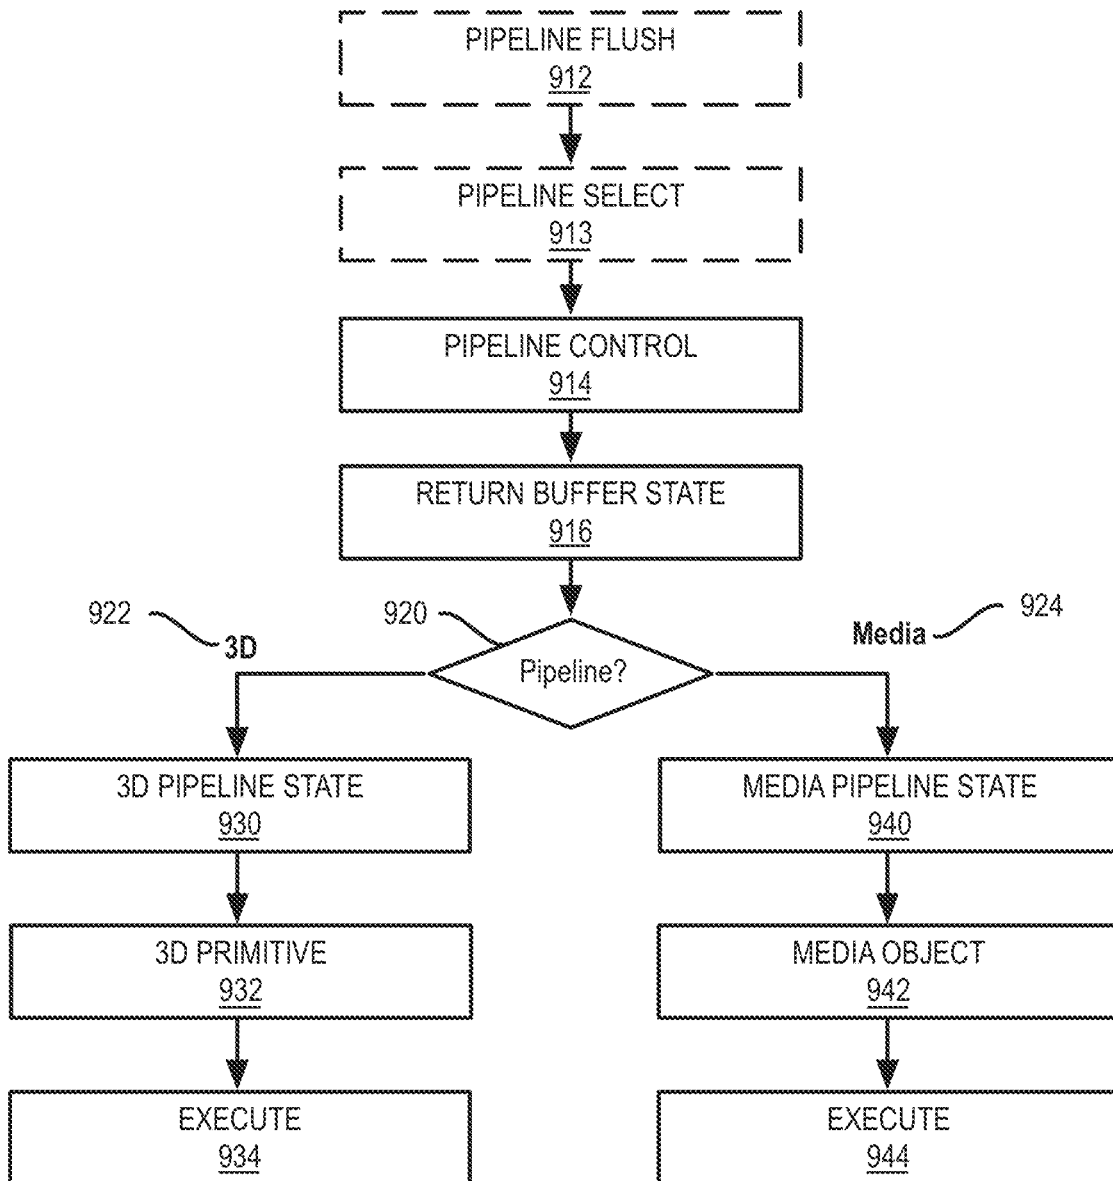 PIPELINE FLUSH
912
PIPELINE SELECT
913
PIPELINE CONTROL
914
RETURN BUFFER STATE
916
922
3D
920
Pipeline?
Media
924
3D PIPELINE STATE
930
MEDIA PIPELINE STATE
940
3D PRIMITIVE
932
MEDIA OBJECT
942
EXECUTE
934
EXECUTE
944